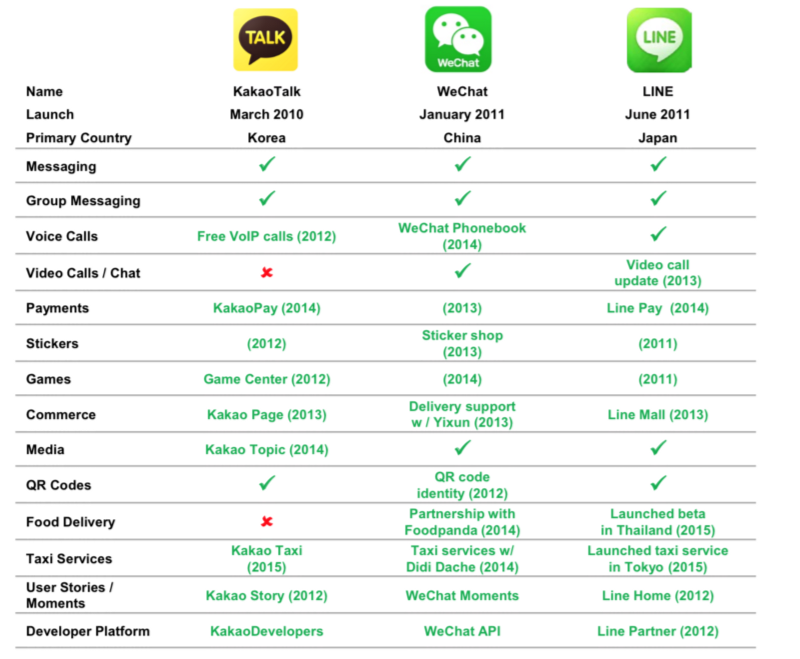 TALK
WeChat
LINE
Name KakaoTalk WeChat LINE
Launch March 2010 January 2011 June 2011
Primary Country Korea China Japan
Messaging ✓ ✓ ✓
Group Messaging ✓ ✓ ✓
Voice Calls Free VoIP calls (2012) WeChat Phonebook
(2014) ✓
Video Calls / Chat ✘ ✓ Video call
update (2013)
Payments KakaoPay (2014) (2013) Line Pay (2014)
Stickers (2012) Sticker shop
(2013) (2011)
Games Game Center (2012) (2014) (2011)
Commerce Kakao Page (2013) Delivery support
w / Yixun (2013) Line Mall (2013)
Media Kakao Topic (2014) ✓ ✓
QR Codes ✓ QR code
identity (2012) ✓
Food Delivery ✘ Partnership with
Foodpanda (2014) Launched beta
in Thailand (2015)
Taxi Services Kakao Taxi
(2015) Taxi services w/
Didi Dache (2014) Launched taxi service
in Tokyo (2015)
User Stories /
Moments Kakao Story (2012) WeChat Moments Line Home (2012)
Developer Platform KakaoDevelopers WeChat API Line Partner (2012)